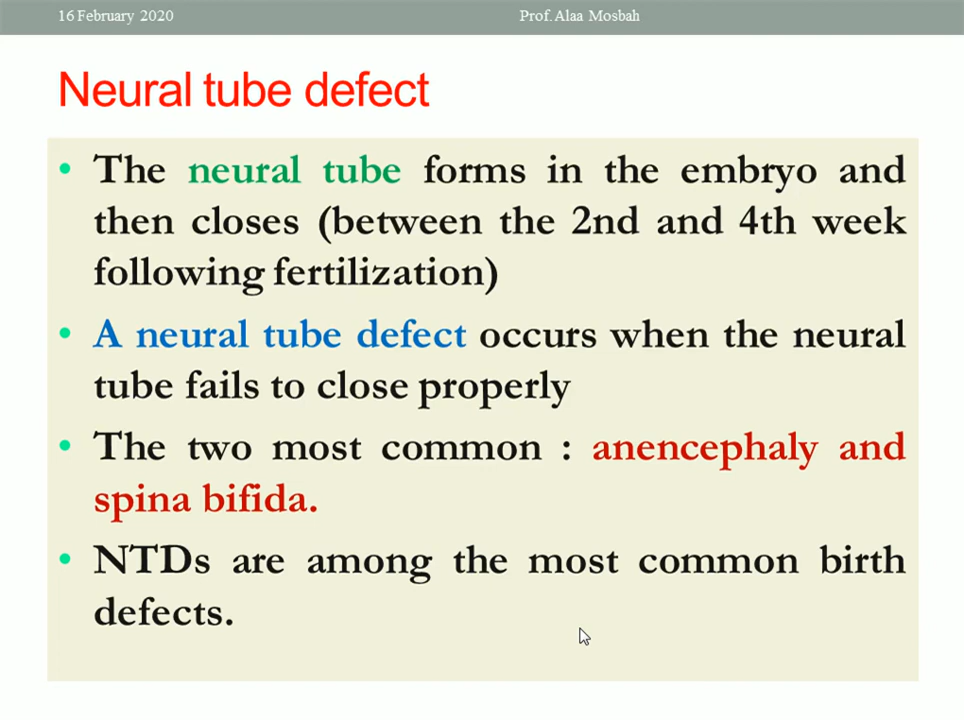 16 February 2020
Prof.Alaa Mosbah
Neural tube defect
• The neural tube forms in the embryo and
then closes (between the 2nd and 4th week
following fertilization)
• A neural tube defect occurs when the neural
tube fails to close properly
• The two most common : anencephaly and
spina bifida.
• NTDs are among the most common birth
defects.